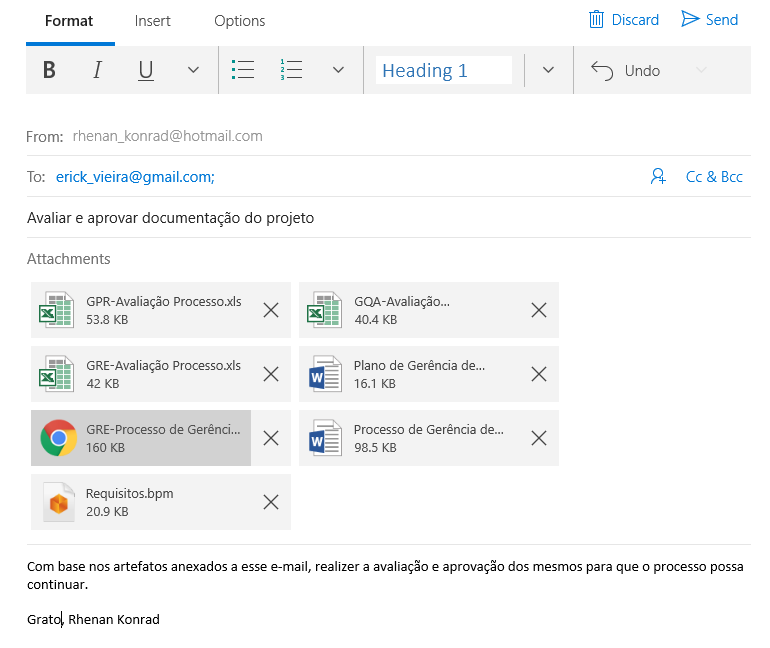 Format Insert Options Discard Send
B I U Heading 1 Undo
From: rhenan_konrad@hotmail.com
To: erick_vieira@gmail.com; Cc & Bcc
Avaliar e aprovar documentação do projeto
Attachments
GPR-Avaliação Processo.xls
53.8 KB
GQA-Avaliação...
40.4 KB
GRE-Avaliação Processo.xls
42 KB
Plano de Gerência de...
16.1 KB
GRE-Processo de Gerênci...
160 KB
Processo de Gerência de...
98.5 KB
Requisitos.bpm
20.9 KB
Com base nos artefatos anexados a esse e-mail, realizer a avaliação e aprovação dos mesmos para que o processo possa
continuar.
Grato, Rhenan Konrad